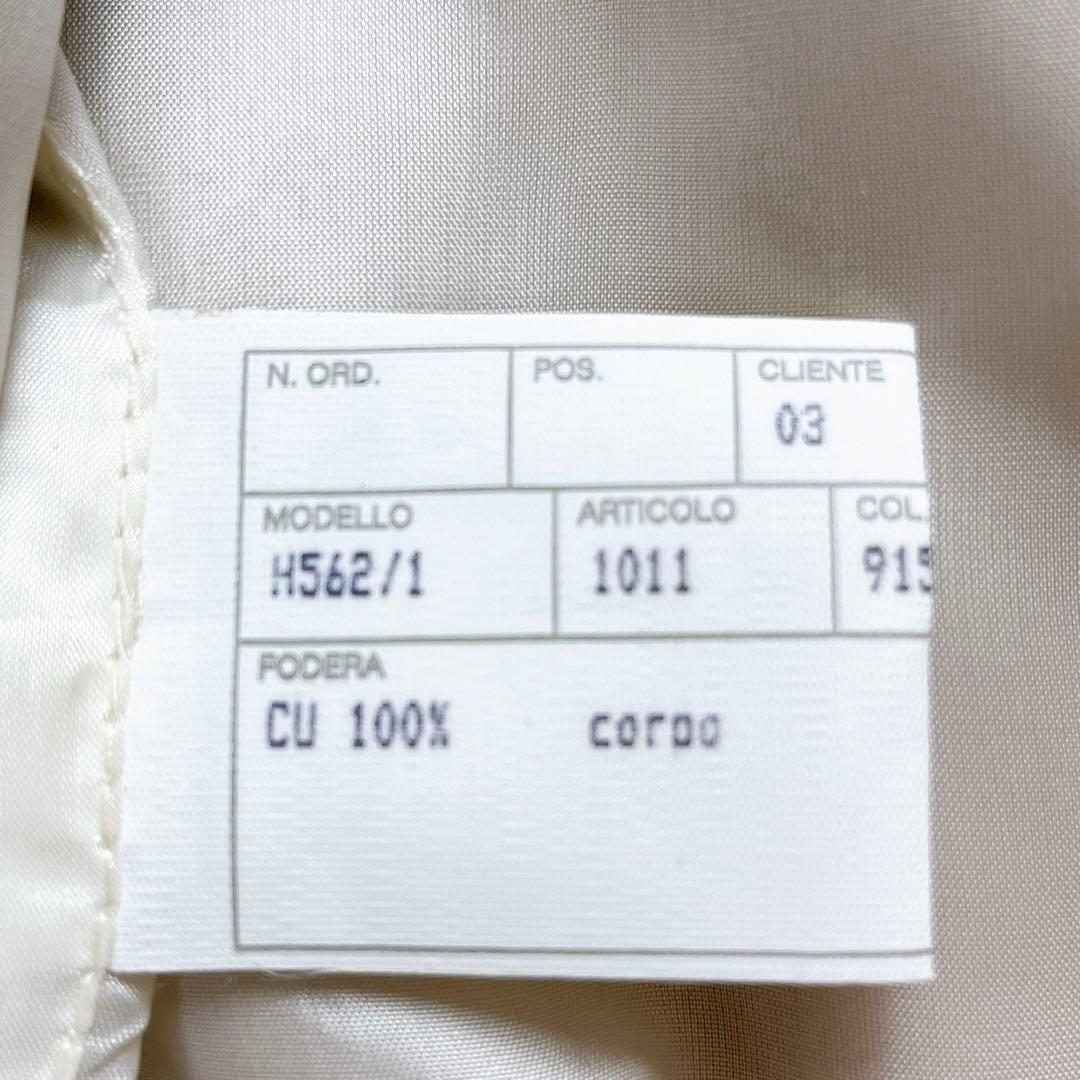 N. ORD. POS. CLIENTE
03
MODELLO ARTICOLO COL.
H562/1 1011 915
FODERA
CU 100% corpo